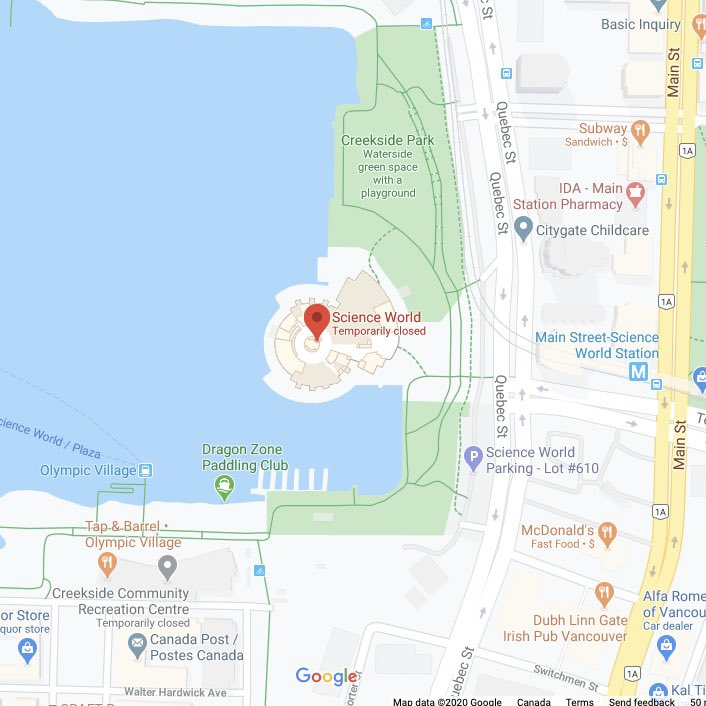 Quebec St
Basic Inquiry
Main St
Creekside Park
Waterside
green space
with a
playground
Quebec St
Subway
Sandwich • $
1A
IDA - Main
Station Pharmacy
Quebec St
Citygate Childcare
1A
Science World
Temporarily closed
Main Street-Science
World Station
M
Quebec St
Science World / Plaza
Olympic Village
Dragon Zone
Paddling Club
P
Science World
Parking - Lot #610
Main St
1A
Tap & Barrel •
Olympic Village
McDonald's
Fast Food • $
Creekside Community
Recreation Centre
Temporarily closed
Dubh Linn Gate
Irish Pub Vancouver
Alfa Rome
of Vancou
Car dealer
or Store
quor store
Canada Post /
Postes Canada
Quebec St
Switchmen St
1A
Google
Walter Hardwick Ave
Kal Ti
Map data ©2020 Google
Canada
Terms
Send feedback
50 m